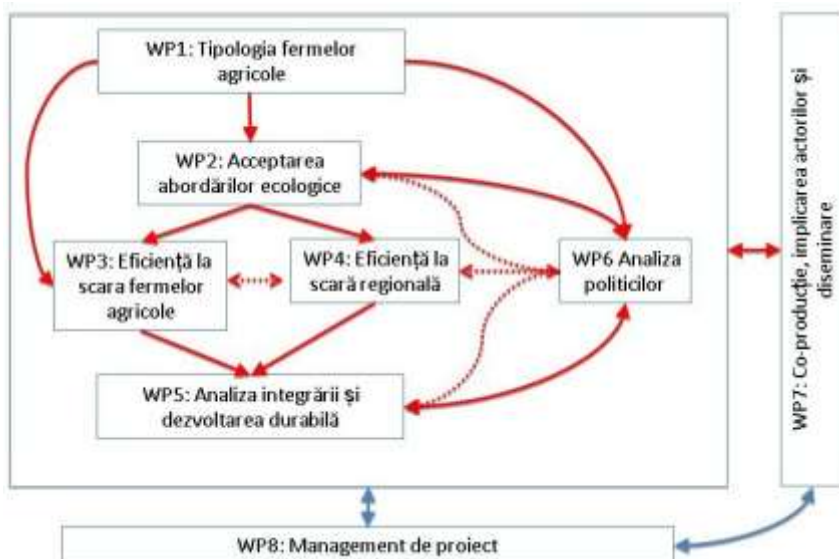 WP1: Tipologia fermelor
agricole
WP2: Acceptarea
abordărilor ecologice
WP3: Eficiență la
scara fermelor
agricole
WP4: Eficiență la
scară regională
WP6 Analiza
politicilor
WP5: Analiza integrării și
dezvoltarea durabilă
WP7: Co-producție, implicarea actorilor și
diseminare
WP8: Management de proiect